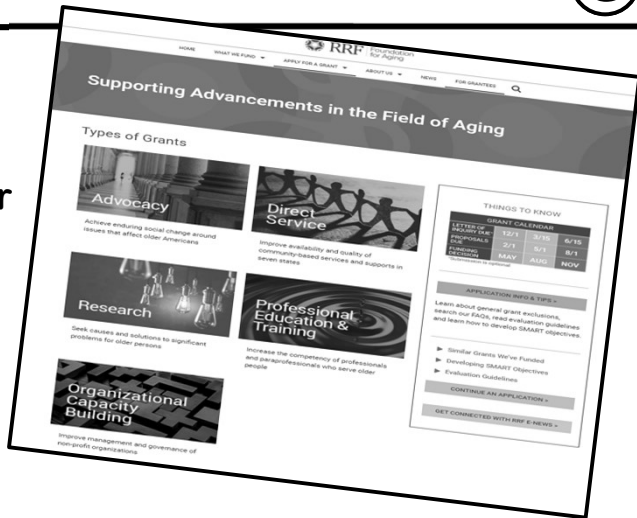 r
RRF Foundation
for Aging
HOME WHAT WE FUND APPLY FOR A GRANT ABOUT US NEWS FOR GRANTEES
Supporting Advancements in the Field of Aging
Types of Grants
Advocacy
Achieve enduring social change around
issues that affect older Americans
Direct
Service
Improve availability and quality of
community-based services and supports in
seven states
Research
Seek causes and solutions to significant
problems for older persons
Professional
Education &
Training
Increase the competency of professionals
and paraprofessionals who serve older
people
Organizational
Capacity
Building
Improve management and governance of
non-profit organizations
THINGS TO KNOW
GRANT CALENDAR
LETTER OF
INQUIRY DUE* 12/1 3/15 6/15
PROPOSALS
DUE 2/1 5/1 8/1
FUNDING
DECISION MAY AUG NOV
*Submission is optional
APPLICATION INFO & TIPS »
Learn about general grant exclusions,
search our FAQs, read evaluation guidelines
and learn how to develop SMART objectives.
► Similar Grants We've Funded
► Developing SMART Objectives
► Evaluation Guidelines
CONTINUE AN APPLICATION »
GET CONNECTED WITH RRF E-NEWS »